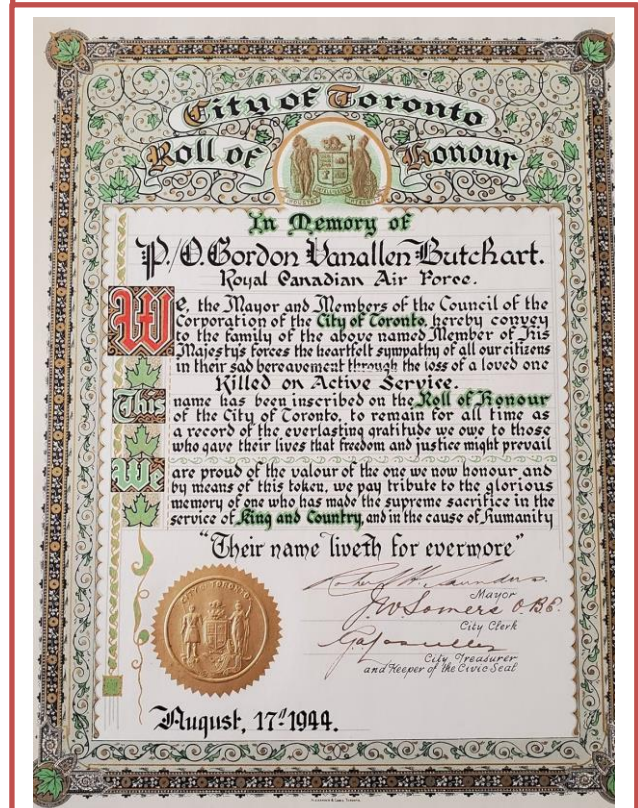 City of Toronto
Roll of Honour
INDUSTRY INTELLIGENCE INTEGRITY
In Memory of
P./O. Gordon Vanallen Butchart.
Royal Canadian Air Force.
We, the Mayor and Members of the Council of the
Corporation of the City of Toronto, hereby convey
to the family of the above named Member of His
Majesty's forces the heartfelt sympathy of all our citizens
in their sad bereavement through the loss of a loved one
Killed on Active Service.
This name has been inscribed on the Roll of Honour
of the City of Toronto, to remain for all time as
a record of the everlasting gratitude we owe to those
who gave their lives that freedom and justice might prevail
We are proud of the valour of the one we now honour and
by means of this token, we pay tribute to the glorious
memory of one who has made the supreme sacrifice in the
service of King and Country, and in the cause of Humanity
"Their name liveth for evermore"
Robert H. Saunders.
Mayor
J.W. Somers O.B.E.
City Clerk
City Treasurer
and Keeper of the Civic Seal
CITY TORONTO
August, 17th 1944.